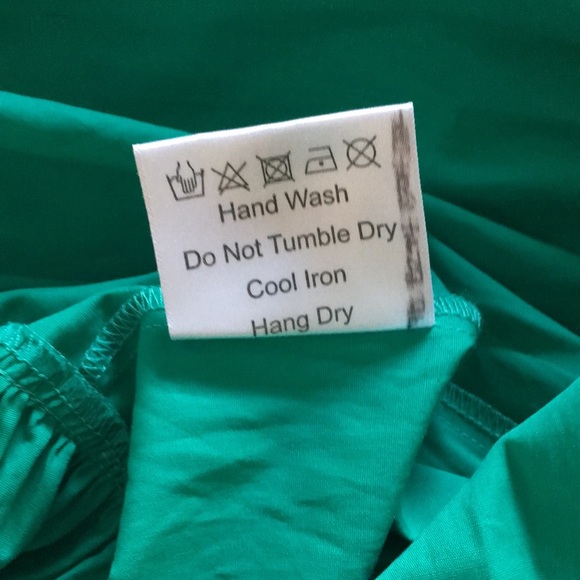 Hand Wash
Do Not Tumble Dry
Cool Iron
Hang Dry